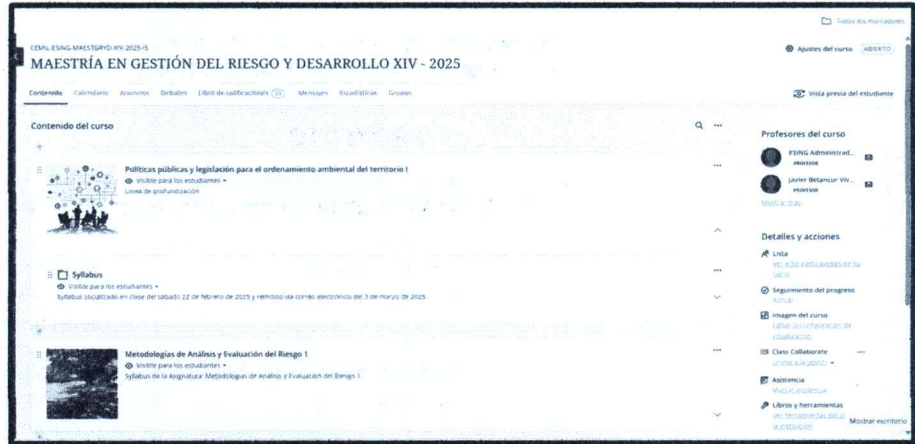 Todos los marcadores
CEMIL-ESING-MAESTGRYD-XIV-2025-IS
Ajustes del curso ABIERTO
MAESTRÍA EN GESTIÓN DEL RIESGO Y DESARROLLO XIV - 2025
Contenido Calendario Anuncios Debates Libro de calificaciones Mensajes Estadísticas Grupos
Vista previa del estudiante
Contenido del curso
Políticas públicas y legislación para el ordenamiento ambiental del territorio I
Visible para los estudiantes
Línea de profundización
Syllabus
Visible para los estudiantes
Syllabus socializado en clase del sábado 22 de febrero de 2025 y remitido vía correo electrónico del 3 de marzo de 2025
Metodologías de Análisis y Evaluación del Riesgo 1
Visible para los estudiantes
Syllabus de la Asignatura: Metodologías de Análisis y Evaluación del Riesgo 1
Profesores del curso
ESING Administrad...
PROFESOR
Javier Betancur Viv...
PROFESOR
Mostrar más
Detalles y acciones
Lista
Seguimiento del progreso
Activar
Imagen del curso
Class Collaborate
Asistencia
Libros y herramientas
Mostrar escritorio